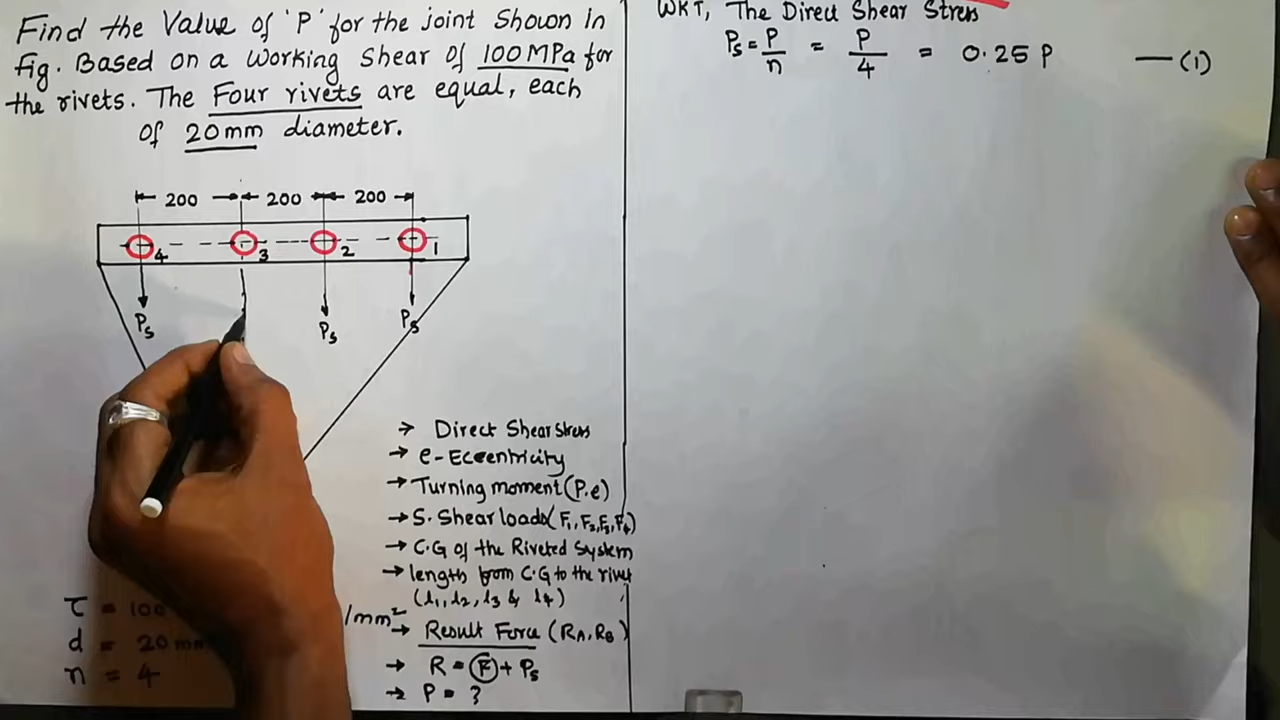 Find the Value of 'P' for the joint Shown in
fig. Based on a working Shear of 100 MPa for
the rivets. The Four rivets are equal, each
of 20mm diameter.
200 200 200
4 3 2 1
Ps Ps Ps
→ Direct Shear Stress
→ e - Eccentricity
→ Turning moment (P.e)
→ S. Shear loads (F1, F2, F3, F4)
→ C.G of the Riveted System
→ length from C.G to the rivet
(l1, l2, l3 & l4)
→ Result Force (RA, RB)
→ R = F + Ps
→ P = ?
τ = 100 /mm²
d = 20 mm
n = 4
WKT, The Direct Shear Stress
Ps = P/n = P/4 = 0.25 P — (1)